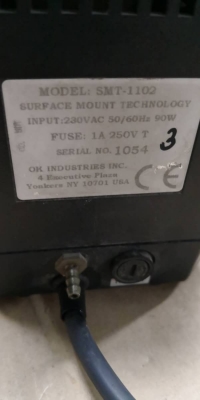 MODEL: SMT-1102
SURFACE MOUNT TECHNOLOGY
INPUT:230VAC 50/60Hz 90W
FUSE: 1A 250V T
3
SERIAL NO. 1054
OK INDUSTRIES INC.
4 Executive Plaza
Yonkers NY 10701 USA
CE